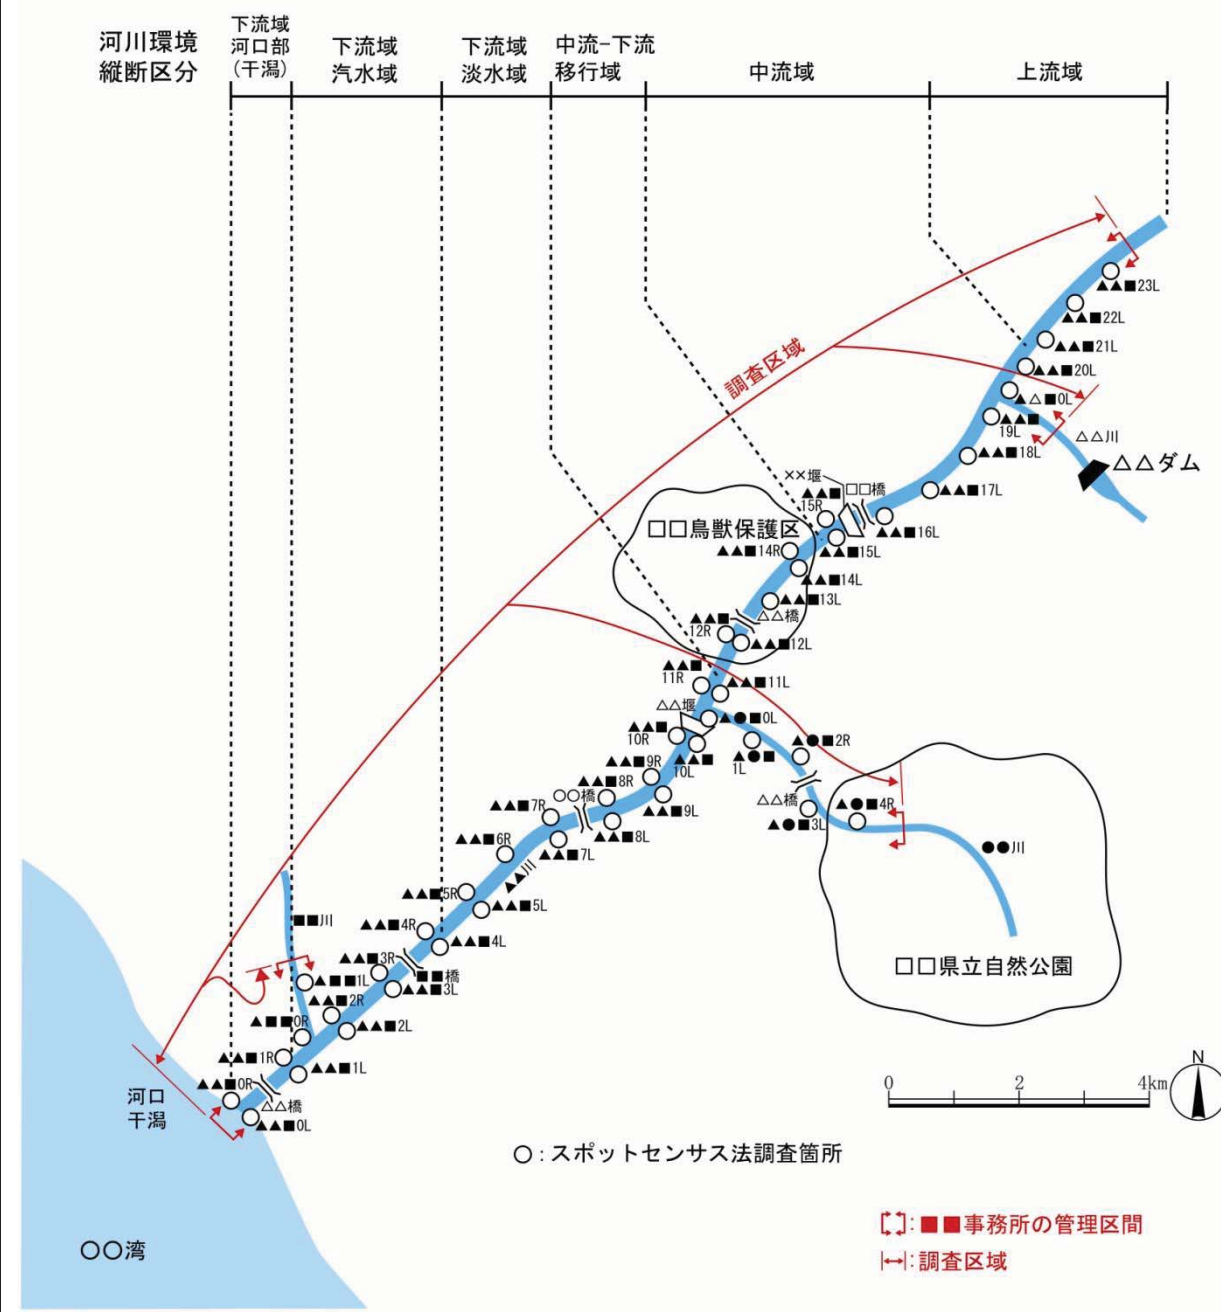 河川環境
縦断区分
下流域
河口部
(干潟)
下流域
汽水域
下流域
淡水域
中流-下流
移行域
中流域
上流域
調査区域
▲▲■23L
▲▲■22L
▲▲■21L
▲▲■20L
▲△■0L
▲▲■
19L
△△川
△△ダム
▲▲■18L
▲▲■17L
××堰
□□橋
▲▲■
15R
▲▲■16L
□□鳥獣保護区
▲▲■15L
▲▲■14R
▲▲■14L
▲▲■13L
△△橋
▲▲■
12R
▲▲■12L
▲▲■
11R
▲▲■11L
△△堰
▲●■0L
▲▲■
10R
▲▲■
10L
▲●■
1L
▲●■2R
▲▲■9R
▲▲■9L
▲▲■8R
○○橋
▲▲■8L
△△橋
▲●■3L
▲●■4R
●●川
□□県立自然公園
▲▲■7R
▲▲■7L
▲▲■6R
▲▲川
▲▲■5R
▲▲■5L
▲▲■4R
▲▲■4L
■■川
▲▲■3R
■■橋
▲▲■3L
▲■■1L
▲▲■2R
▲▲■2L
▲■■0R
▲▲■1R
▲▲■1L
▲▲■0R
△△橋
▲▲■0L
河口
干潟
○○湾
0 2 4km
N
○:スポットセンサス法調査箇所
:■■事務所の管理区間
:調査区域